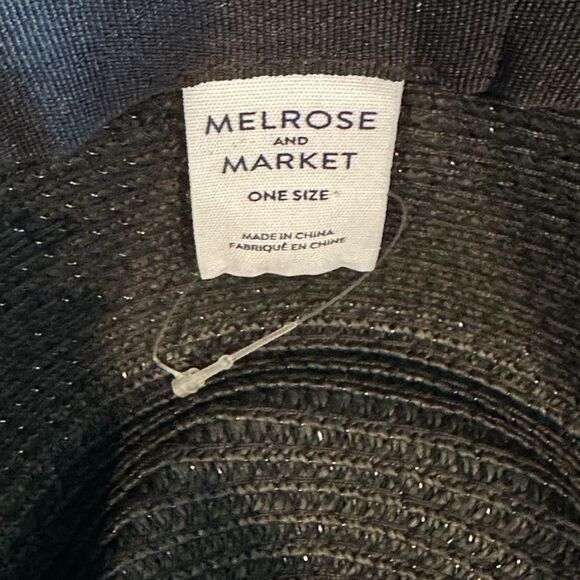 MELROSE
AND
MARKET
ONE SIZE
MADE IN CHINA
FABRIQUÉ EN CHINE